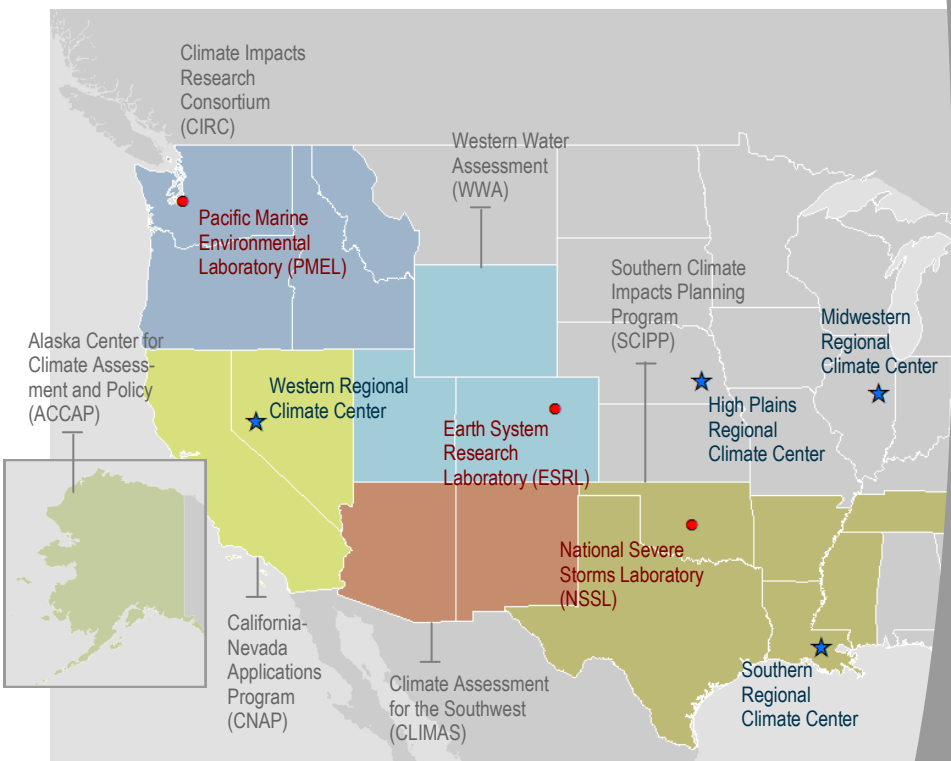 Climate Impacts
Research
Consortium
(CIRC)
Western Water
Assessment
(WWA)
Pacific Marine
Environmental
Laboratory (PMEL)
Southern Climate
Impacts Planning
Program
(SCIPP)
Midwestern
Regional
Climate Center
Alaska Center for
Climate Assess-
ment and Policy
(ACCAP)
Western Regional
Climate Center
High Plains
Regional
Climate Center
Earth System
Research
Laboratory (ESRL)
National Severe
Storms Laboratory
(NSSL)
California-
Nevada
Applications
Program
(CNAP)
Climate Assessment
for the Southwest
(CLIMAS)
Southern
Regional
Climate Center